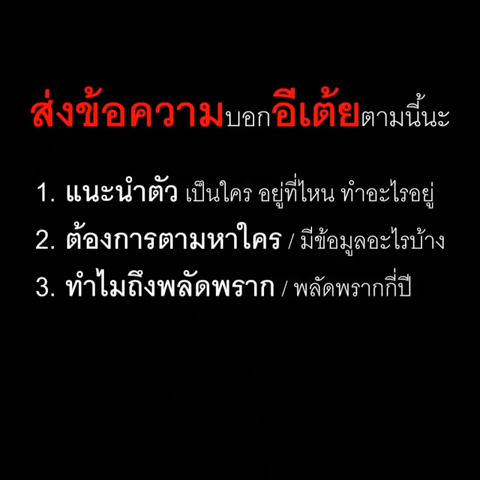 ส่งข้อความบอกอีเต้ยตามนี้นะ
1. แนะนำตัว เป็นใคร อยู่ที่ไหน ทำอะไรอยู่
2. ต้องการตามหาใคร / มีข้อมูลอะไรบ้าง
3. ทำไมถึงพลัดพราก / พลัดพรากกี่ปี